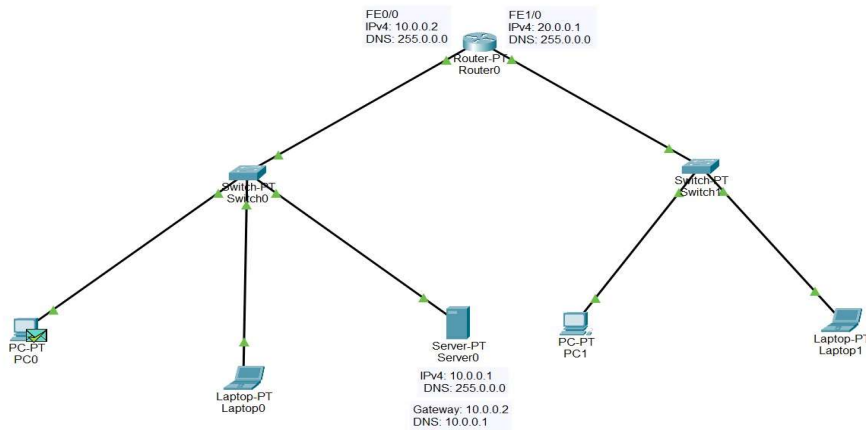 FE0/0
IPv4: 10.0.0.2
DNS: 255.0.0.0
FE1/0
IPv4: 20.0.0.1
DNS: 255.0.0.0
Router-PT
Router0
Switch-PT
Switch0
Switch-PT
Switch1
PC-PT
PC0
Laptop-PT
Laptop0
Server-PT
Server0
IPv4: 10.0.0.1
DNS: 255.0.0.0
Gateway: 10.0.0.2
DNS: 10.0.0.1
PC-PT
PC1
Laptop-PT
Laptop1